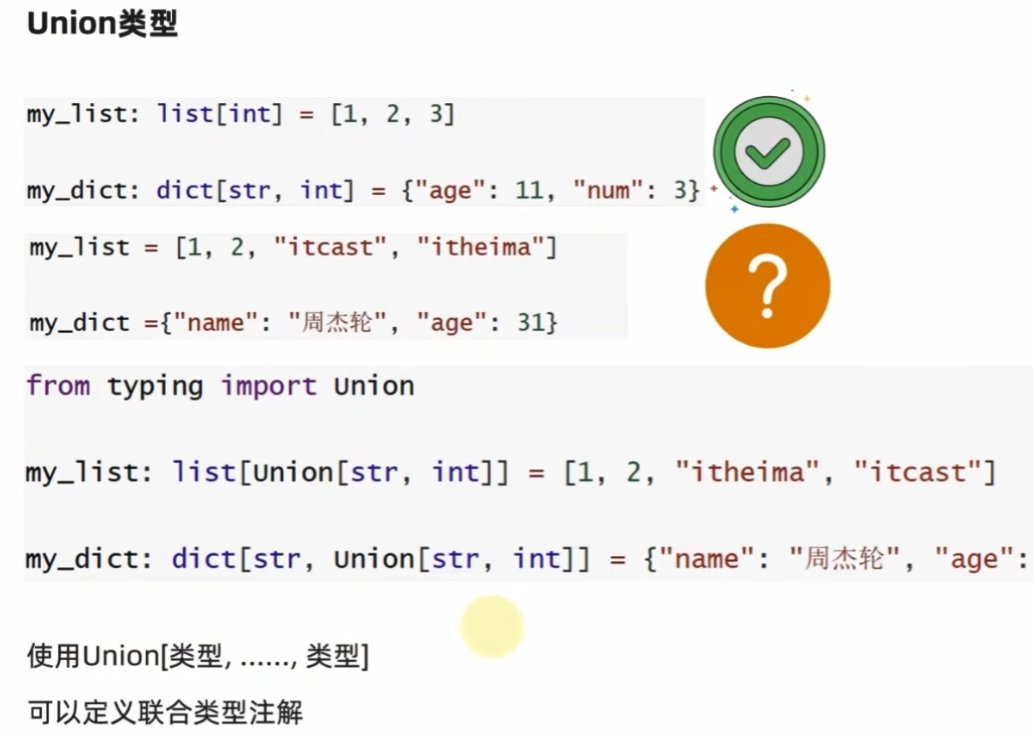 Union类型
my_list: list[int] = [1, 2, 3]
my_dict: dict[str, int] = {"age": 11, "num": 3}
my_list = [1, 2, "itcast", "itheima"]
my_dict ={"name": "周杰轮", "age": 31}
from typing import Union
my_list: list[Union[str, int]] = [1, 2, "itheima", "itcast"]
my_dict: dict[str, Union[str, int]] = {"name": "周杰轮", "age":
使用Union[类型, ......, 类型]
可以定义联合类型注解